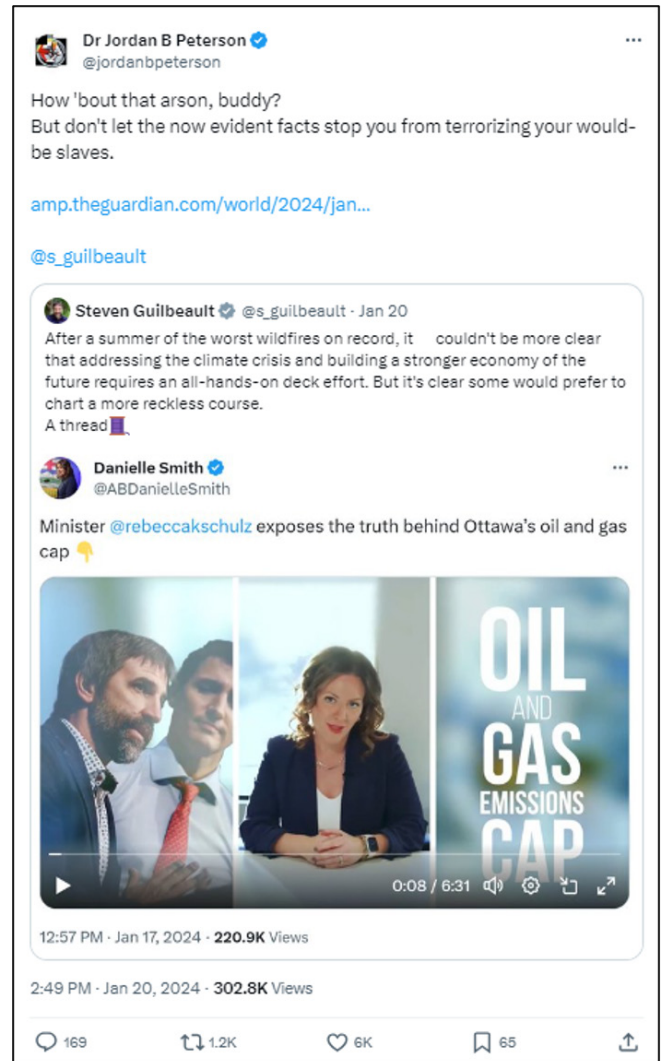 Dr Jordan B Peterson
@jordanbpeterson
How 'bout that arson, buddy?
But don't let the now evident facts stop you from terrorizing your would-
be slaves.
amp.theguardian.com/world/2024/jan...
@s_guilbeault
Steven Guilbeault @s_guilbeault · Jan 20
After a summer of the worst wildfires on record, it couldn't be more clear
that addressing the climate crisis and building a stronger economy of the
future requires an all-hands-on deck effort. But it's clear some would prefer to
chart a more reckless course.
A thread🧵
Danielle Smith
@ABDanielleSmith
Minister @rebeccakschulz exposes the truth behind Ottawa's oil and gas
cap 👇
OIL
AND
GAS
EMISSIONS
CAP
0:08 / 6:31
12:57 PM · Jan 17, 2024 · 220.9K Views
2:49 PM · Jan 20, 2024 · 302.8K Views
169 1.2K 6K 65